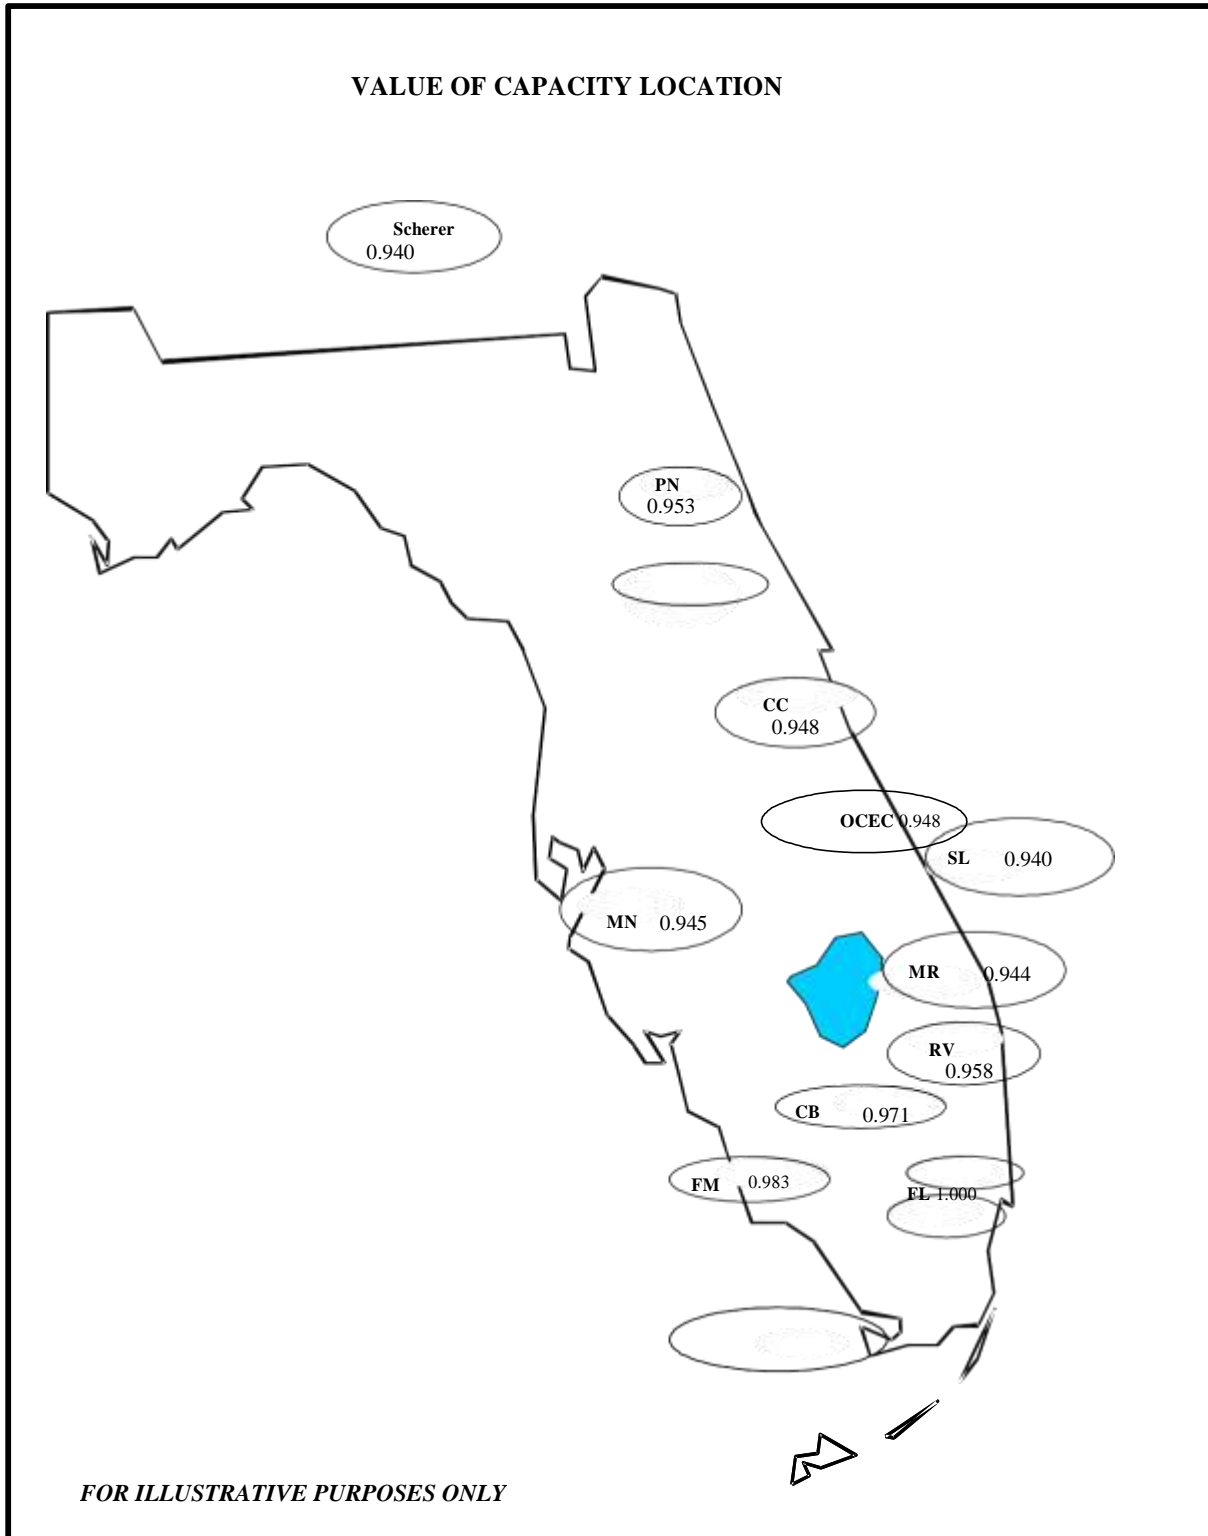 VALUE OF CAPACITY LOCATION
Scherer
0.940
PN
0.953
CC
0.948
OCEC 0.948
SL 0.940
MN 0.945
MR 0.944
RV
0.958
CB 0.971
FM 0.983
FL 1.000
FOR ILLUSTRATIVE PURPOSES ONLY